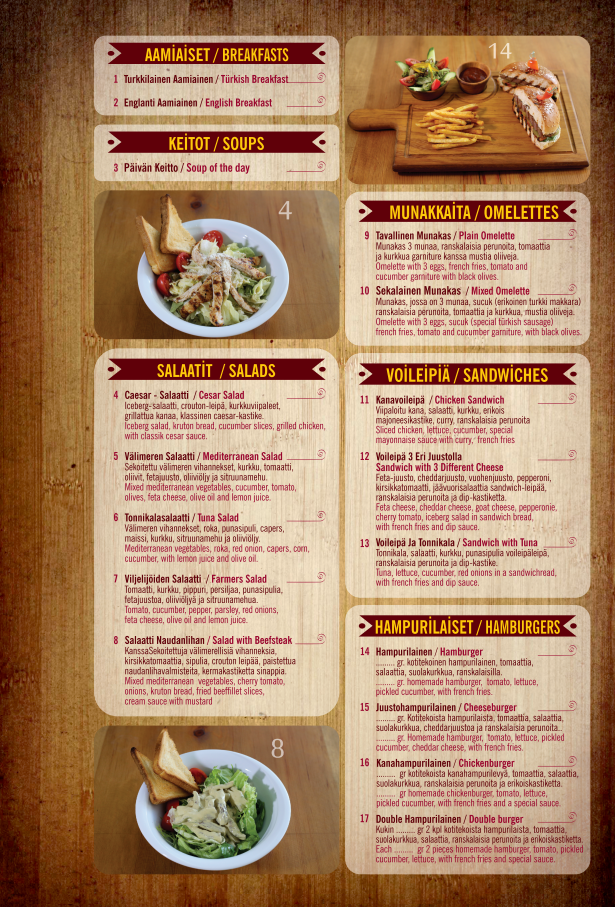 AAMIAISET / BREAKFASTS
1 Turkkilainen Aamiainen / Türkish Breakfast
2 Englanti Aamiainen / English Breakfast
KEITOT / SOUPS
3 Päivän Keitto / Soup of the day
4
SALAATIT / SALADS
4 Caesar - Salaatti / Cesar Salad
Iceberg-salaatti, crouton-leipä, kurkkuviipaleet,
grillattua kanaa, klassinen caesar-kastike.
Iceberg salad, kruton bread, cucumber slices, grilled chicken,
with classik cesar sauce.
5 Välimeren Salaatti / Mediterranean Salad
Sekoitettu välimeren vihannekset, kurkku, tomaatti,
oliivit, fetajuusto, oliiviöljy ja sitruunamehu.
Mixed mediterranean vegetables, cucumber, tomato,
olives, feta cheese, olive oil and lemon juice.
6 Tonnikalasalaatti / Tuna Salad
Välimeren vihannekset, roka, punasipuli, capers,
maissi, kurkku, sitruunamehu ja oliiviöljy.
Mediterranean vegetables, roka, red onion, capers, corn,
cucumber, with lemon juice and olive oil.
7 Viljelijöiden Salaatti / Farmers Salad
Tomaatti, kurkku, pippuri, persiljaa, punasipulia,
fetajuustoa, oliiviöljyä ja sitruunamehua.
Tomato, cucumber, pepper, parsley, red onions,
feta cheese, olive oil and lemon juice.
8 Salaatti Naudanlihan / Salad with Beefsteak
KanssaSekoitettuja välimerellisiä vihanneksia,
kirsikkatomaattia, sipulia, crouton leipää, paistettua
naudanlihavalmisteita, kermakastiketta sinappia.
Mixed mediterranean vegetables, cherry tomato,
onions, kruton bread, fried beeffillet slices,
cream sauce with mustard
8
14
MUNAKKAITA / OMELETTES
9 Tavallinen Munakas / Plain Omelette
Munakas 3 munaa, ranskalaisia perunoita, tomaattia
ja kurkkua garniture kanssa mustia oliiveja.
Omelette with 3 eggs, french fries, tomato and
cucumber garniture with black olives.
10 Sekalainen Munakas / Mixed Omelette
Munakas, jossa on 3 munaa, sucuk (erikoinen turkki makkara)
ranskalaisia perunoita, tomaattia ja kurkkua, mustia oliiveja.
Omelette with 3 eggs, sucuk (special türkish sausage)
french fries, tomato and cucumber garniture, with black olives.
VOILEIPIÄ / SANDWICHES
11 Kanavoileipä / Chicken Sandwich
Viipaloitu kana, salaatti, kurkku, erikois
majoneesikastike, curry, ranskalaisia perunoita
Sliced chicken, lettuce, cucumber, special
mayonnaise sauce with curry, french fries
12 Voileipä 3 Eri Juustolla
Sandwich with 3 Different Cheese
Feta-juusto, cheddarjuusto, vuohenjuusto, pepperoni,
kirsikkatomaatti, jäävuorisalaattia sandwich-leipää,
ranskalaisia perunoita ja dip-kastiketta.
Feta cheese, cheddar cheese, goat cheese, pepperonie,
cherry tomato, iceberg salad in sandwich bread,
with french fries and dip sauce.
13 Voileipä Ja Tonnikala / Sandwich with Tuna
Tonnikala, salaatti, kurkku, punasipulia voileipäleipä,
ranskalaisia perunoita ja dip-kastike.
Tuna, lettuce, cucumber, red onions in a sandwichread,
with french fries and dip sauce.
HAMPURILAISET / HAMBURGERS
14 Hampurilainen / Hamburger
......... gr. kotitekoinen hampurilainen, tomaattia,
salaattia, suolakurkkua, ranskalaisilla.
......... gr. homemade hamburger, tomato, lettuce,
pickled cucumber, with french fries.
15 Juustohampurilainen / Cheeseburger
......... gr. Kotitekoista hampurilaista, tomaattia, salaattia,
suolakurkkua, cheddarjuustoa ja ranskalaisia perunoita..
......... gr. Homemade hamburger, tomato, lettuce, pickled
cucumber, cheddar cheese, with french fries.
16 Kanahampurilainen / Chickenburger
......... gr kotitekoista kanahampurilevyä, tomaattia, salaattia,
suolakurkkua, ranskalaisia perunoita ja erikoiskastiketta.
......... gr homemade chickenburger, tomato, lettuce,
pickled cucumber, with french fries and a special sauce.
17 Double Hampurilainen / Double burger
Kukin ......... gr 2 kpl kotitekoista hampurilaista, tomaattia,
suolakurkkua, salaattia, ranskalaisia perunoita ja erikoiskastiketta.
Each ......... gr 2 pieces homemade hamburger, tomato, pickled
cucumber, lettuce, with french fries and special sauce.